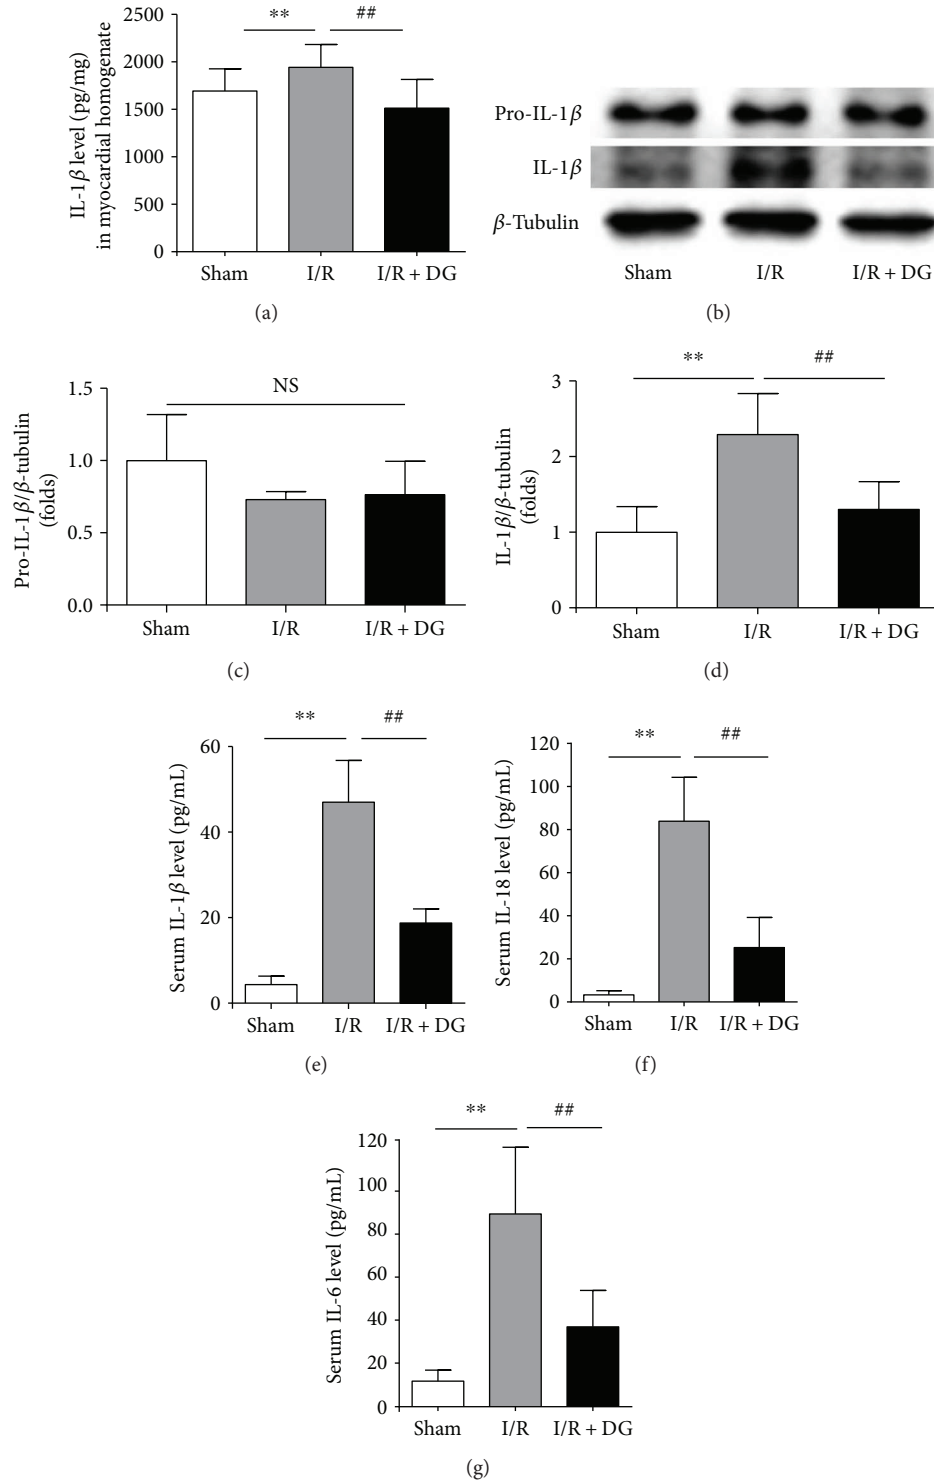 2500
2000
1500
1000
500
0
IL-1β level (pg/mg)
in myocardial homogenate
**
##
Sham
I/R
I/R + DG
(a)
Pro-IL-1β
IL-1β
β-Tubulin
Sham
I/R
I/R + DG
(b)
1.5
1.0
0.5
0.0
Pro-IL-1β/β-tubulin
(folds)
NS
Sham
I/R
I/R + DG
(c)
3
2
1
0
IL-1β/β-tubulin
(folds)
**
##
Sham
I/R
I/R + DG
(d)
60
40
20
0
Serum IL-1β level (pg/mL)
**
##
Sham
I/R
I/R + DG
(e)
120
100
80
60
40
20
0
Serum IL-18 level (pg/mL)
**
##
Sham
I/R
I/R + DG
(f)
120
100
80
60
40
20
0
Serum IL-6 level (pg/mL)
**
##
Sham
I/R
I/R + DG
(g)